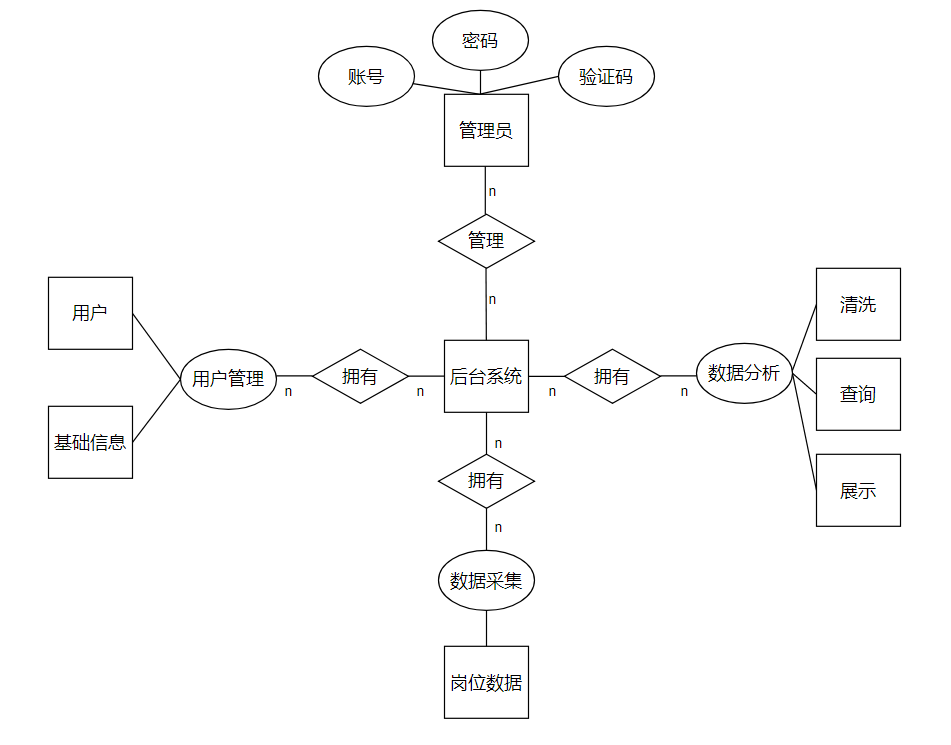 密码
账号
验证码
管理员
n
管理
n
用户
基础信息
用户管理
n
拥有
n
后台系统
n
拥有
n
数据分析
清洗
查询
展示
n
拥有
n
数据采集
岗位数据